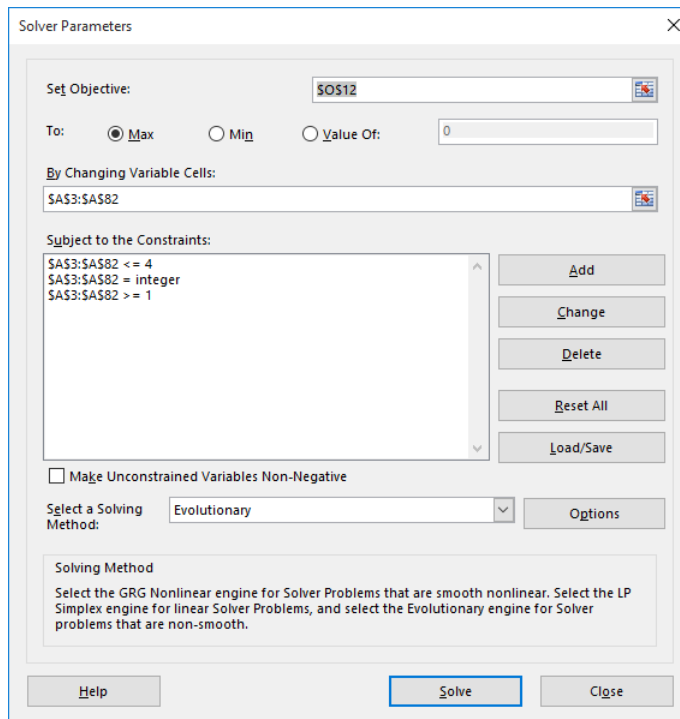 Solver Parameters
Set Objective:
$O$12
To:
Max
Min
Value Of:
0
By Changing Variable Cells:
$A$3:$A$82
Subject to the Constraints:
$A$3:$A$82 <= 4
$A$3:$A$82 = integer
$A$3:$A$82 >= 1
Add
Change
Delete
Reset All
Load/Save
Make Unconstrained Variables Non-Negative
Select a Solving
Method:
Evolutionary
Options
Solving Method
Select the GRG Nonlinear engine for Solver Problems that are smooth nonlinear. Select the LP
Simplex engine for linear Solver Problems, and select the Evolutionary engine for Solver
problems that are non-smooth.
Help
Solve
Close